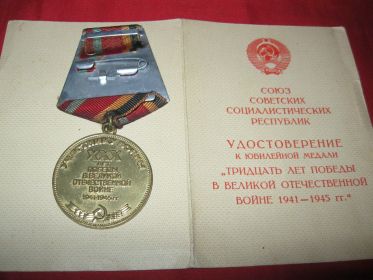 XXX
ЛЕТ
ПОБЕДЫ
В ВЕЛИКОЙ
ОТЕЧЕСТВЕННОЙ
ВОЙНЕ
1941-1945 гг
СОЮЗ
СОВЕТСКИХ
СОЦИАЛИСТИЧЕСКИХ
РЕСПУБЛИК
УДОСТОВЕРЕНИЕ
К ЮБИЛЕЙНОЙ МЕДАЛИ
„ТРИДЦАТЬ ЛЕТ ПОБЕДЫ
В ВЕЛИКОЙ ОТЕЧЕСТВЕННОЙ
ВОЙНЕ 1941—1945 гг.“